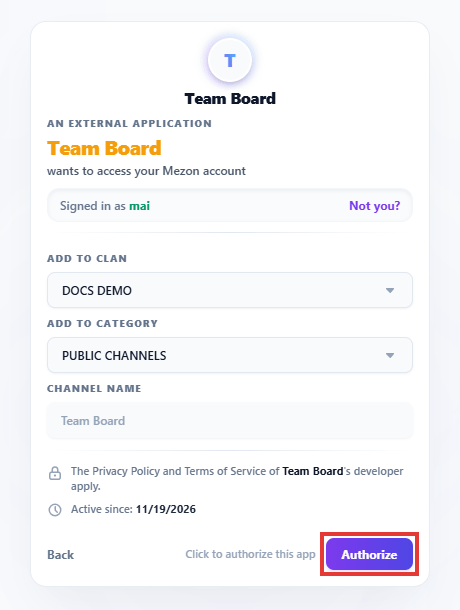 T
Team Board
AN EXTERNAL APPLICATION
Team Board
wants to access your Mezon account
Signed in as mai
Not you?
ADD TO CLAN
DOCS DEMO
ADD TO CATEGORY
PUBLIC CHANNELS
CHANNEL NAME
Team Board
The Privacy Policy and Terms of Service of Team Board's developer
apply.
Active since: 11/19/2026
Back
Click to authorize this app
Authorize